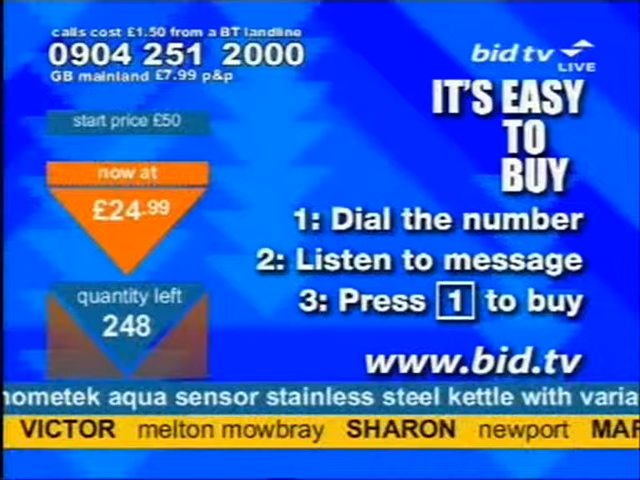 calls cost £1.50 from a BT landline
0904 251 2000
GB mainland £7.99 p&p
bid tv
LIVE
IT'S EASY
TO
BUY
start price £50
now at
£24.99
1: Dial the number
2: Listen to message
3: Press 1 to buy
quantity left
248
www.bid.tv
hometek aqua sensor stainless steel kettle with varia
VICTOR melton mowbray SHARON newport MAR